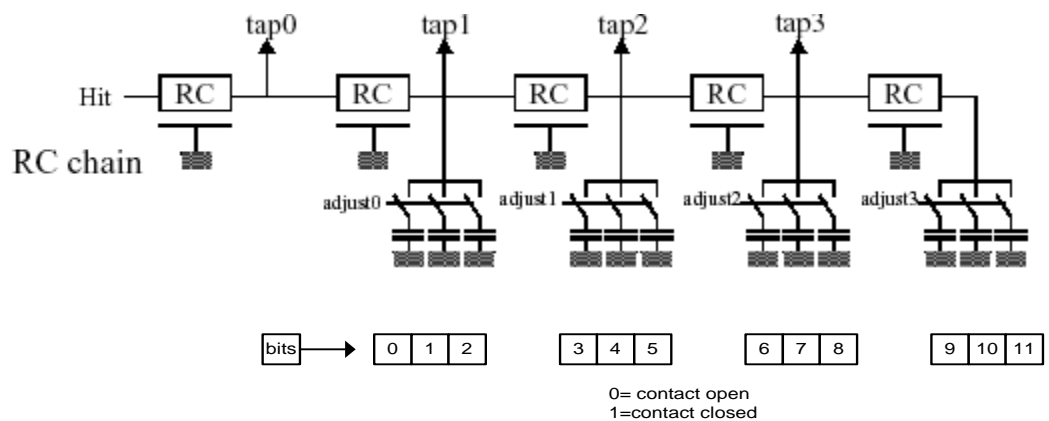 tap0 tap1 tap2 tap3
Hit RC RC RC RC RC
RC chain
adjust0 adjust1 adjust2 adjust3
bits 0 1 2 3 4 5 6 7 8 9 10 11
0= contact open
1=contact closed